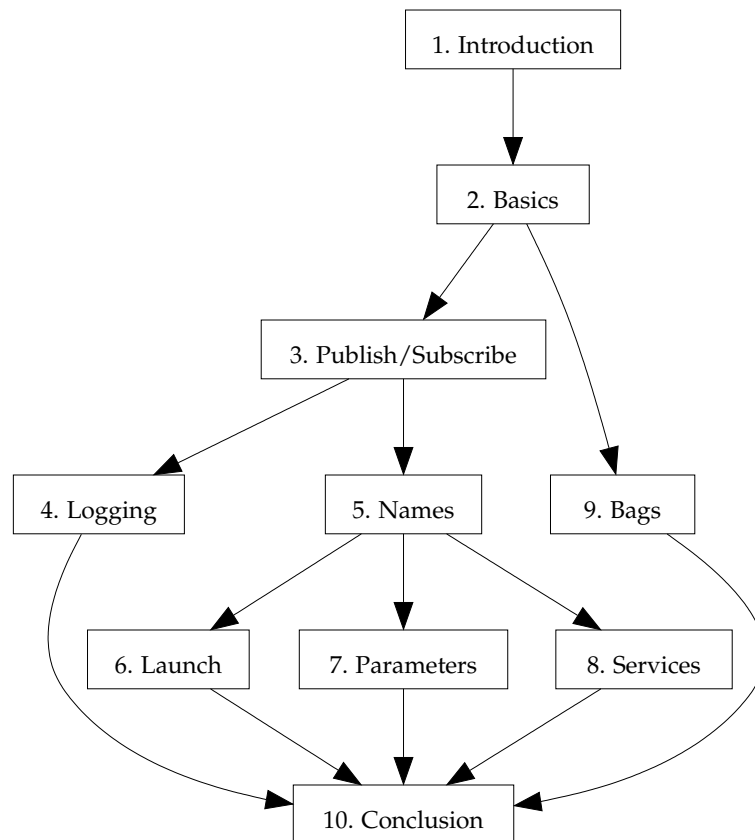 1. Introduction
2. Basics
3. Publish/Subscribe
4. Logging
5. Names
9. Bags
6. Launch
7. Parameters
8. Services
10. Conclusion